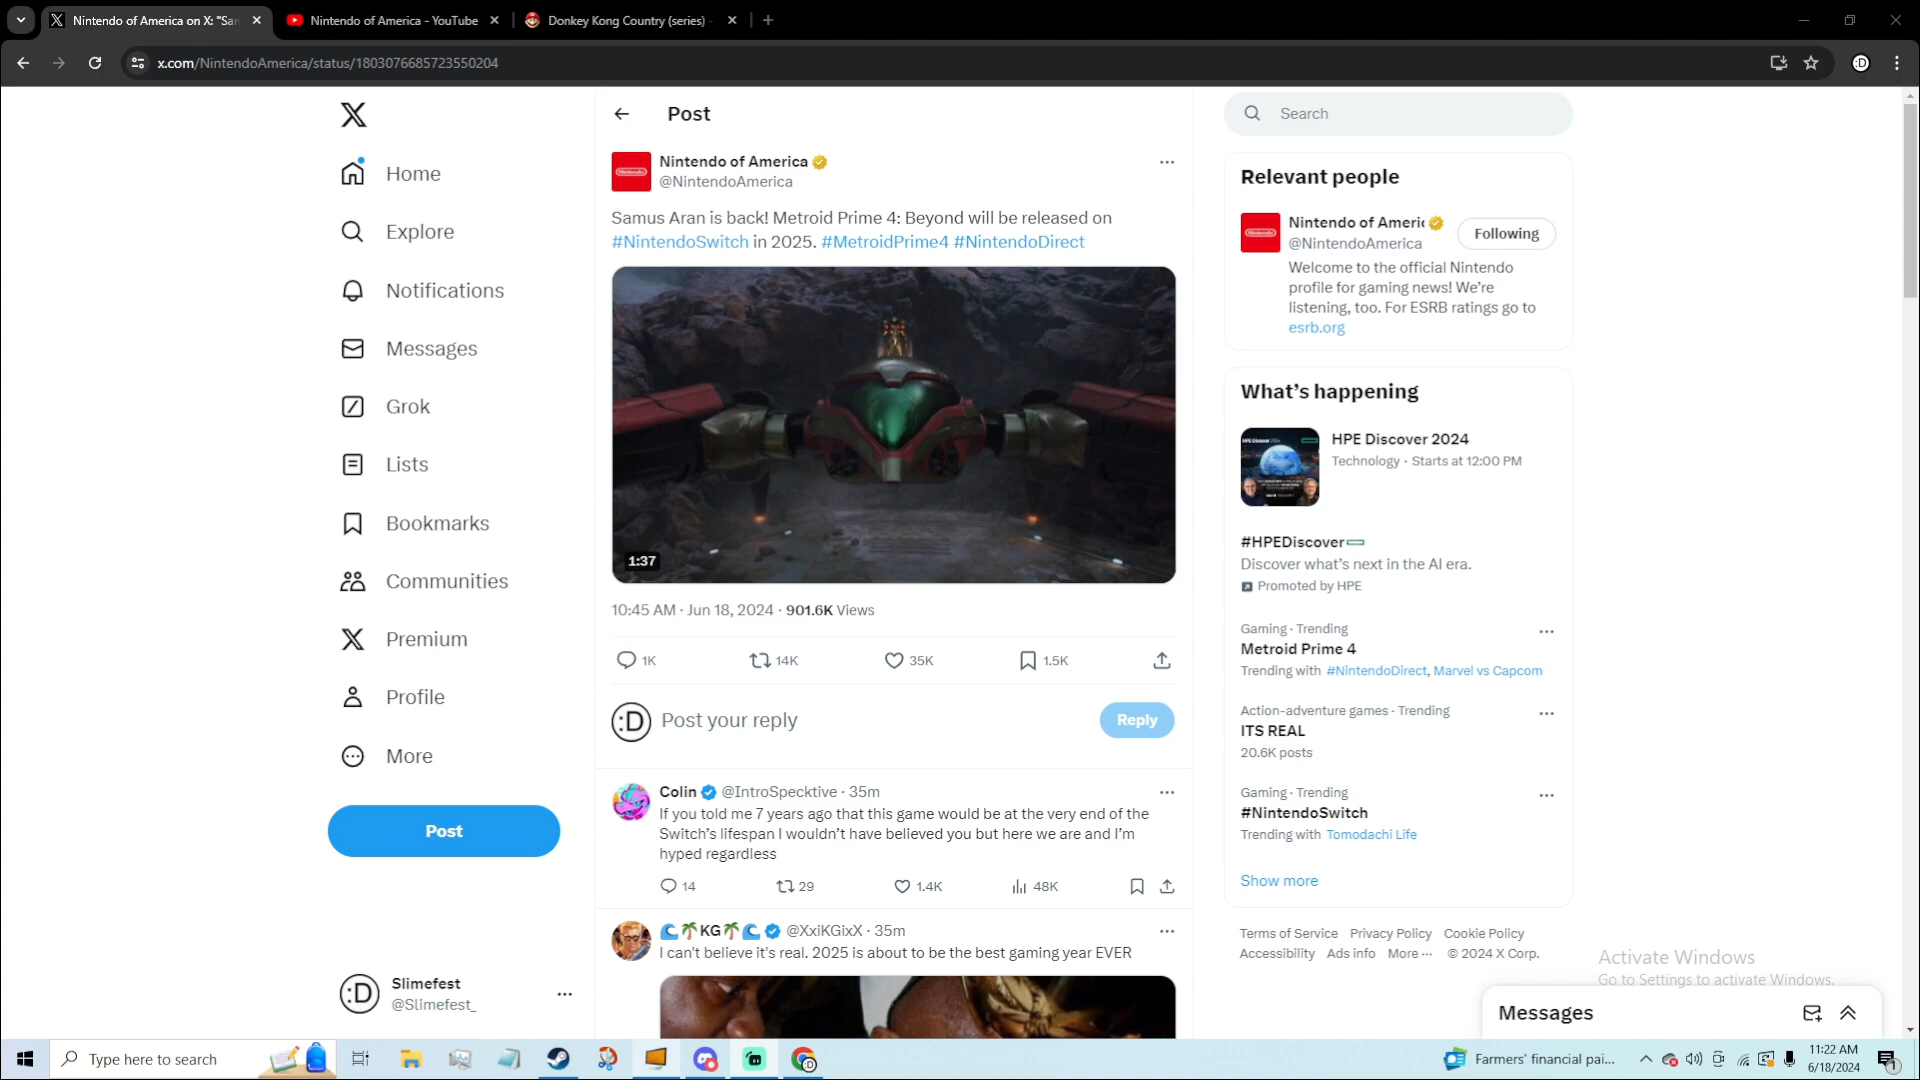 Nintendo of America on X: "Sar
Nintendo of America - YouTube
Donkey Kong Country (series) -
x.com/NintendoAmerica/status/1803076685723550204
Home
Explore
Notifications
Messages
Grok
Lists
Bookmarks
Communities
Premium
Profile
More
Post
Slimefest
@Slimefest_
Post
Nintendo of America
@NintendoAmerica
Samus Aran is back! Metroid Prime 4: Beyond will be released on
#NintendoSwitch in 2025. #MetroidPrime4 #NintendoDirect
1:37
10:45 AM · Jun 18, 2024 · 901.6K Views
1K 14K 35K 1.5K
:D Post your reply Reply
Colin @IntroSpecktive · 35m
If you told me 7 years ago that this game would be at the very end of the
Switch's lifespan I wouldn't have believed you but here we are and I'm
hyped regardless
14 29 1.4K 48K
🌊🌴KG🌴🌊 @XxiKGixX · 35m
I can't believe it's real. 2025 is about to be the best gaming year EVER
Search
Relevant people
Nintendo
Nintendo of Americ
@NintendoAmerica
Following
Welcome to the official Nintendo
profile for gaming news! We're
listening, too. For ESRB ratings go to
esrb.org
What's happening
HPE Discover 2024
Technology · Starts at 12:00 PM
#HPEDiscover
Discover what's next in the AI era.
Promoted by HPE
Gaming · Trending
Metroid Prime 4
Trending with #NintendoDirect, Marvel vs Capcom
Action-adventure games · Trending
ITS REAL
20.6K posts
Gaming · Trending
#NintendoSwitch
Trending with Tomodachi Life
Show more
Terms of Service Privacy Policy Cookie Policy
Accessibility Ads info More ··· © 2024 X Corp.
Activate Windows
Go to Settings to activate Windows.
Messages
Type here to search
Farmers' financial pai...
11:22 AM
6/18/2024
1